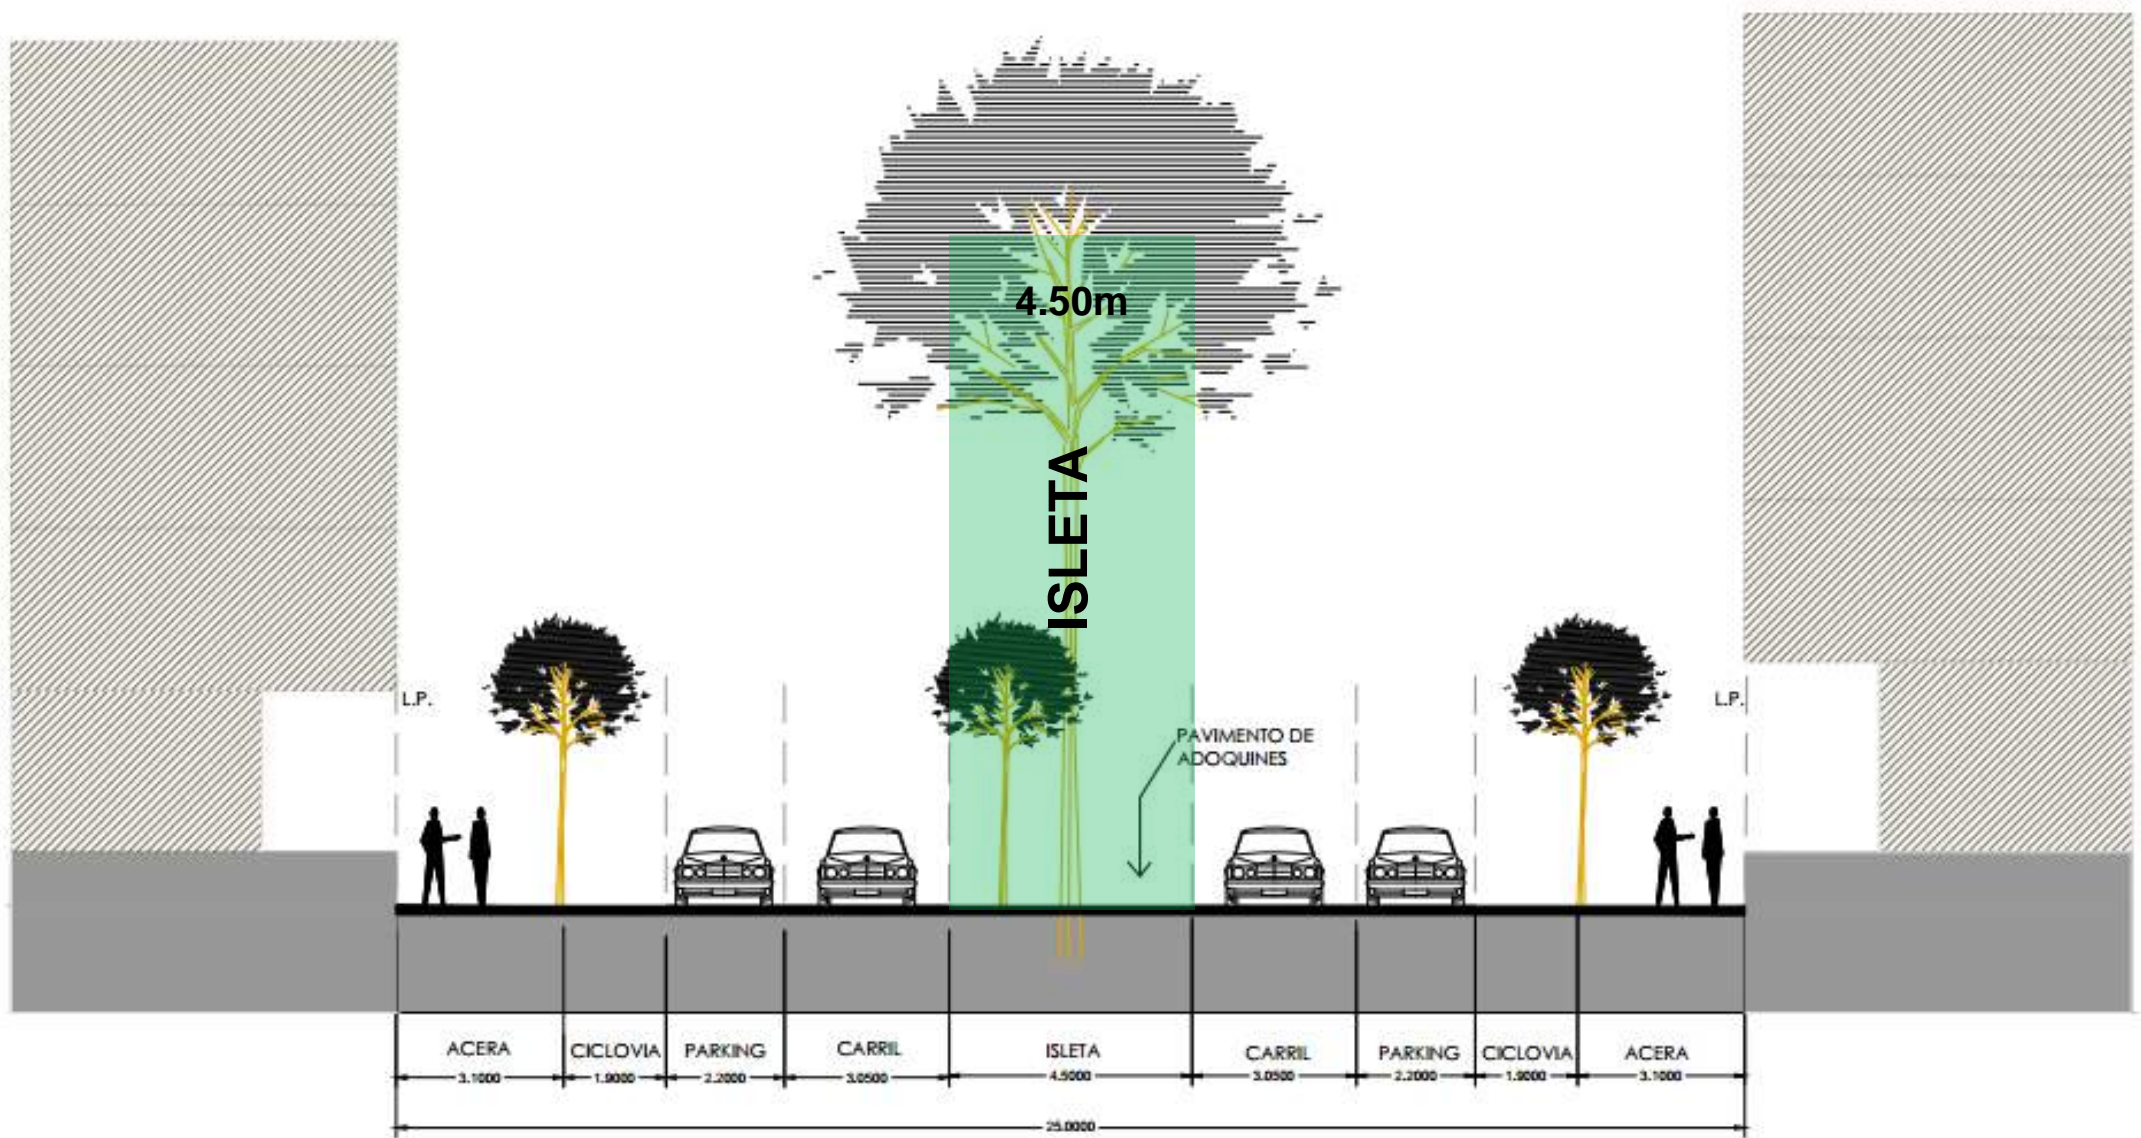 4.50m
ISLETA
L.P.
L.P.
PAVIMENTO DE
ADOQUINES
ACERA CICLOVIA PARKING CARRIL ISLETA CARRIL PARKING CICLOVIA ACERA
3.1000 1.9000 2.2000 3.0500 4.5000 3.0500 2.2000 1.9000 3.1000
25.0000